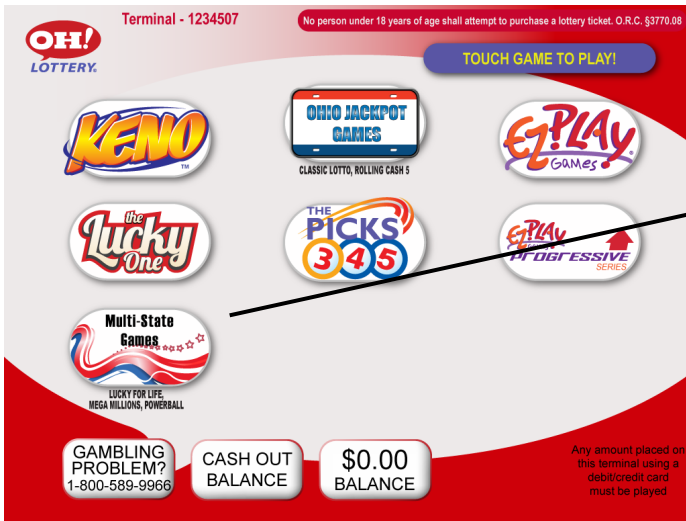 Terminal - 1234507
No person under 18 years of age shall attempt to purchase a lottery ticket. O.R.C. §3770.08
OH!
LOTTERY.
TOUCH GAME TO PLAY!
KENO
TM
OHIO JACKPOT
GAMES
CLASSIC LOTTO, ROLLING CASH 5
EZPLAY
GAMES
the
Lucky
One
THE
PICKS
3 4 5
EZPLAY
PROGRESSIVE
SERIES
Multi-State
Games
LUCKY FOR LIFE,
MEGA MILLIONS, POWERBALL
GAMBLING
PROBLEM?
1-800-589-9966
CASH OUT
BALANCE
$0.00
BALANCE
Any amount placed on
this terminal using a
debit/credit card
must be played